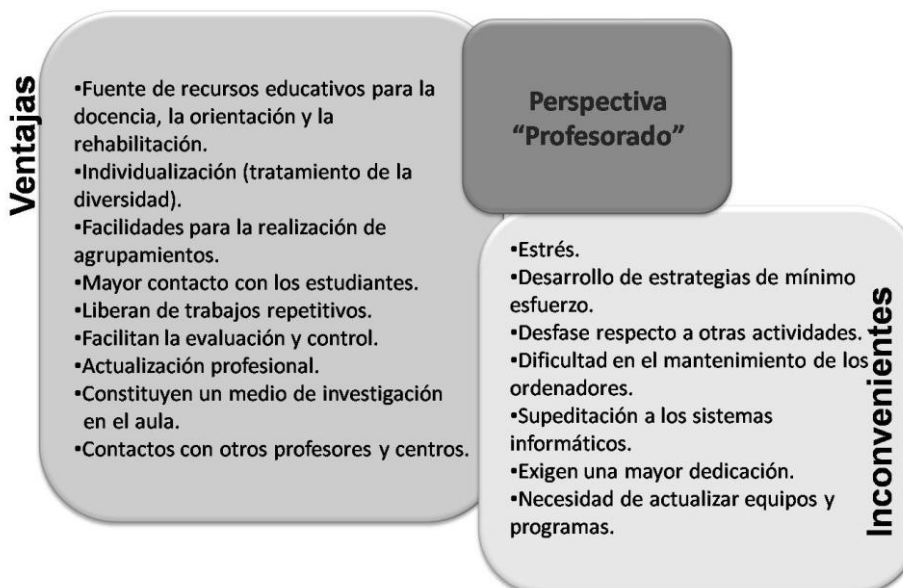 Ventajas
•Fuente de recursos educativos para la
docencia, la orientación y la
rehabilitación.
•Individualización (tratamiento de la
diversidad).
•Facilidades para la realización de
agrupamientos.
•Mayor contacto con los estudiantes.
•Liberan de trabajos repetitivos.
•Facilitan la evaluación y control.
•Actualización profesional.
•Constituyen un medio de investigación
en el aula.
•Contactos con otros profesores y centros.
Perspectiva
“Profesorado”
•Estrés.
•Desarrollo de estrategias de mínimo
esfuerzo.
•Desfase respecto a otras actividades.
•Dificultad en el mantenimiento de los
ordenadores.
•Supeditación a los sistemas
informáticos.
•Exigen una mayor dedicación.
•Necesidad de actualizar equipos y
programas.
Inconvenientes